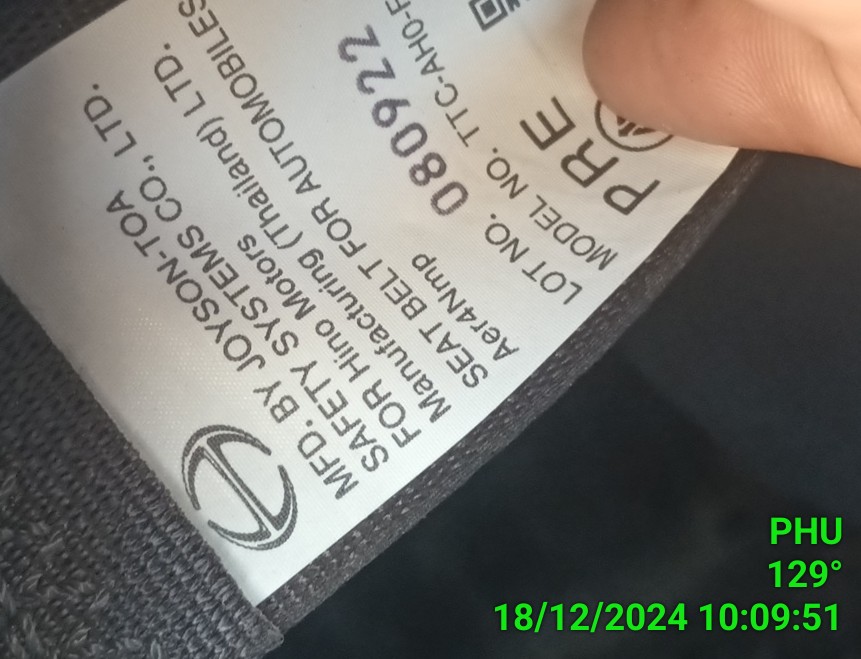 MFD. BY JOYSON-TOA
SAFETY SYSTEMS CO., LTD.
FOR Hino Motors
Manufacturing (Thailand) LTD.
SEAT BELT FOR AUTOMOBILES
Aer4Nmp
LOT NO. 080922
MODEL NO. TTC-AH0-
PRE
PHU
129°
18/12/2024 10:09:51